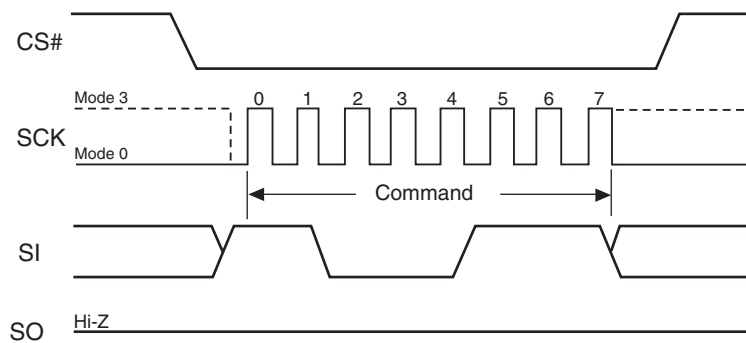 CS#
Mode 3
0 1 2 3 4 5 6 7
SCK
Mode 0
Command
SI
Hi-Z
SO